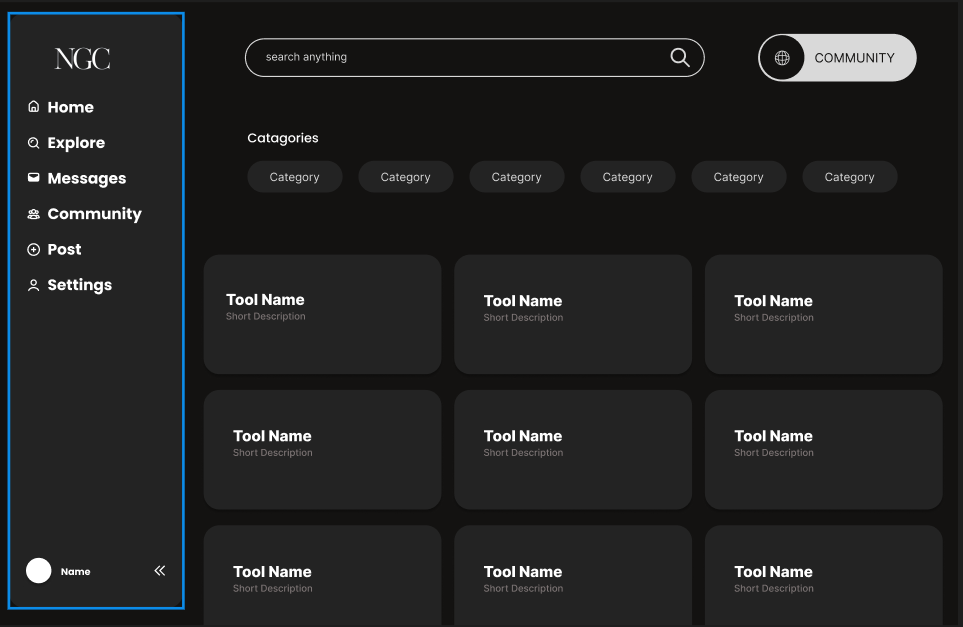 NGC
Home
Explore
Messages
Community
Post
Settings
Name
search anything
COMMUNITY
Catagories
Category Category Category Category Category Category
Tool Name
Short Description
Tool Name
Short Description
Tool Name
Short Description
Tool Name
Short Description
Tool Name
Short Description
Tool Name
Short Description
Tool Name
Short Description
Tool Name
Short Description
Tool Name
Short Description